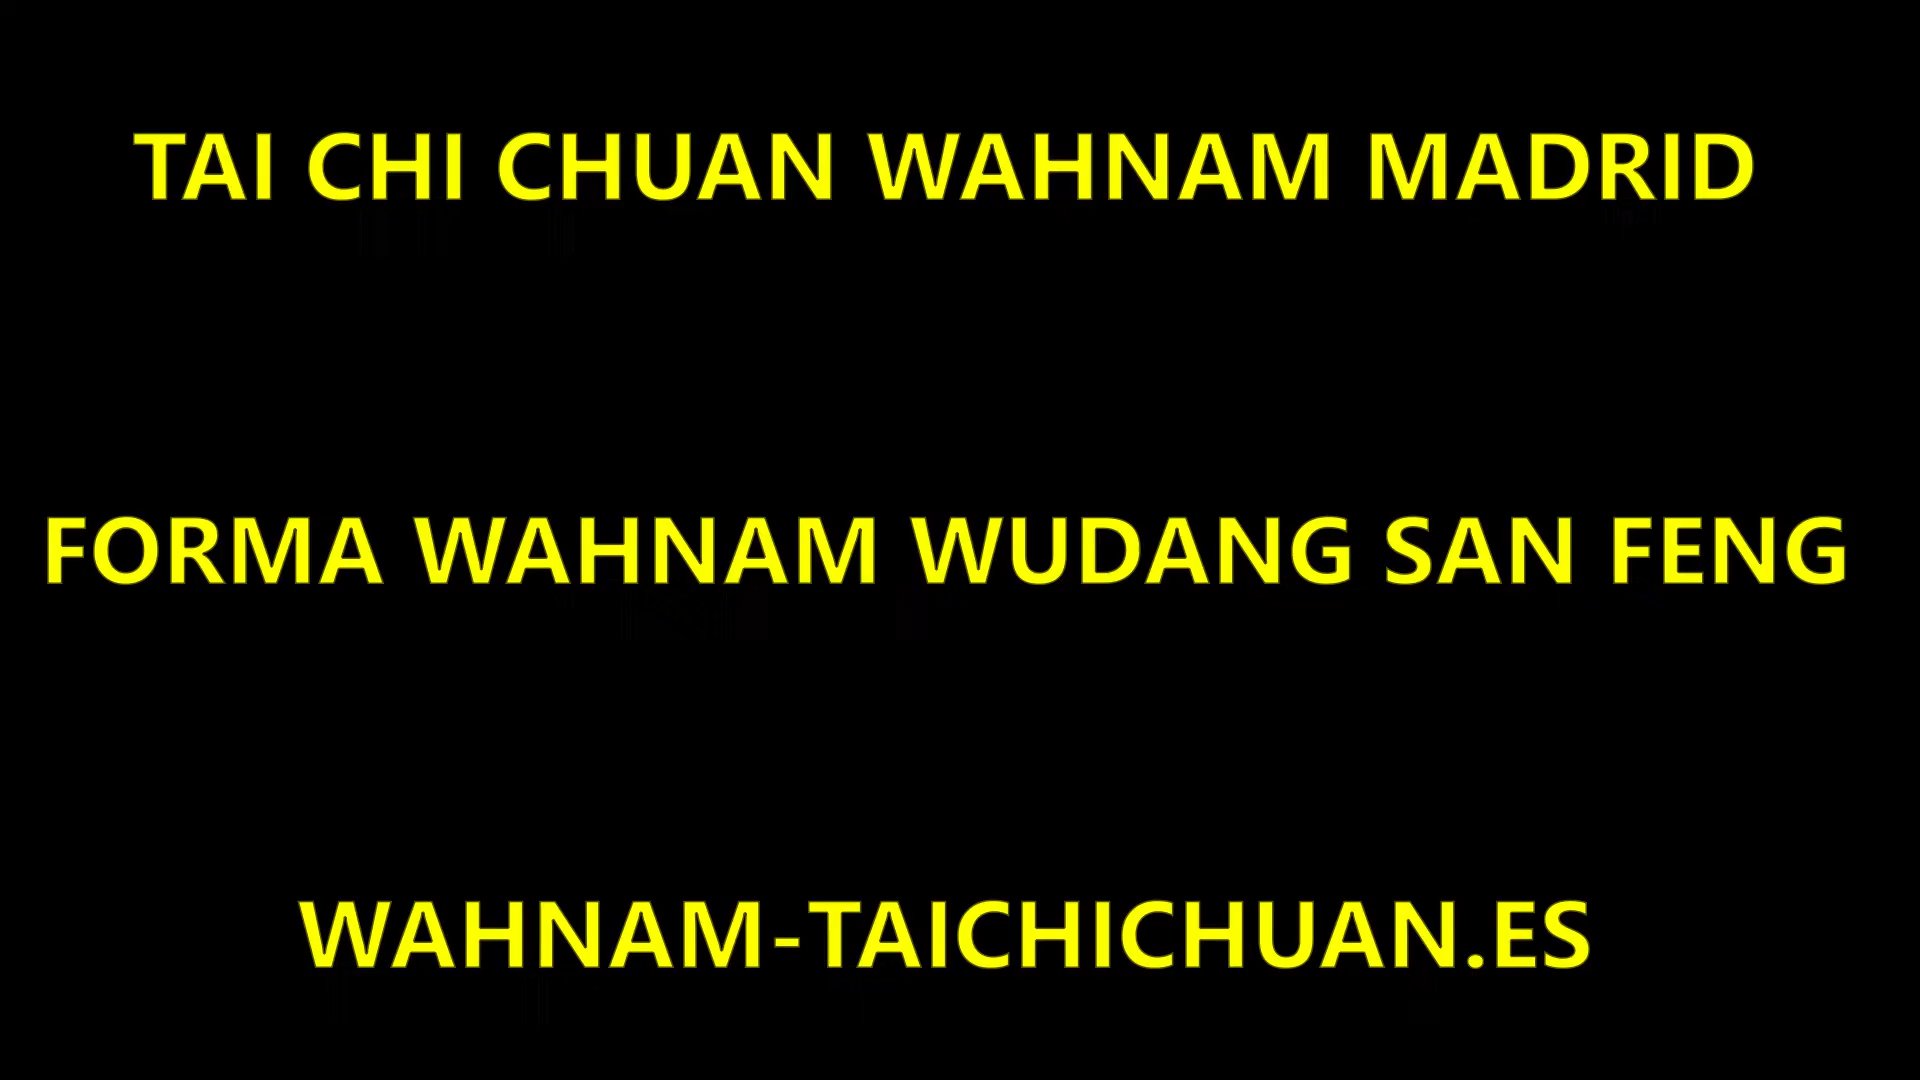 TAI CHI CHUAN WAHNAM MADRID
FORMA WAHNAM WUDANG SAN FENG
WAHNAM-TAICHICHUAN.ES